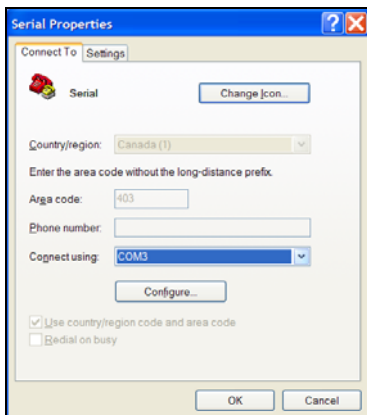 Serial Properties
Connect To Settings
Serial
Change Icon...
Country/region: Canada (1)
Enter the area code without the long-distance prefix.
Area code: 403
Phone number:
Connect using: COM3
Configure...
Use country/region code and area code
Redial on busy
OK Cancel